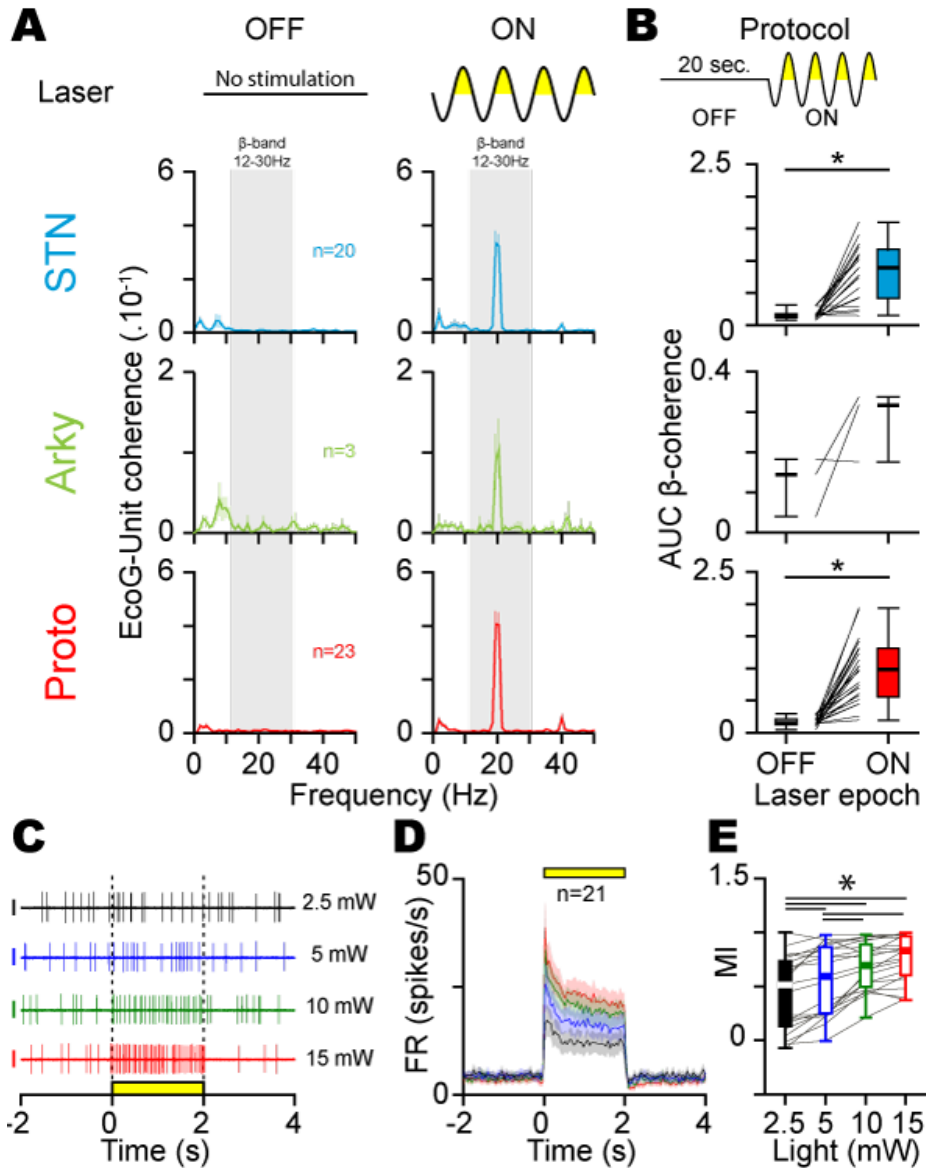 A
OFF
ON
Laser
No stimulation
β-band
12-30Hz
β-band
12-30Hz
STN
Arky
Proto
EcoG-Unit coherence (.10⁻¹)
6
0
n=20
6
0
2
0
n=3
2
0
6
0
n=23
6
0
0 20 40
0 20 40
Frequency (Hz)
B
Protocol
20 sec.
OFF
ON
AUC β-coherence
2.5
*
0
0.4
0
2.5
*
0
OFF
ON
Laser epoch
C
2.5 mW
5 mW
10 mW
15 mW
-2 0 2 4
Time (s)
D
FR (spikes/s)
50
n=21
0
-2 0 2 4
Time (s)
E
MI
1.5
*
0
2.5 5 10 15
Light (mW)